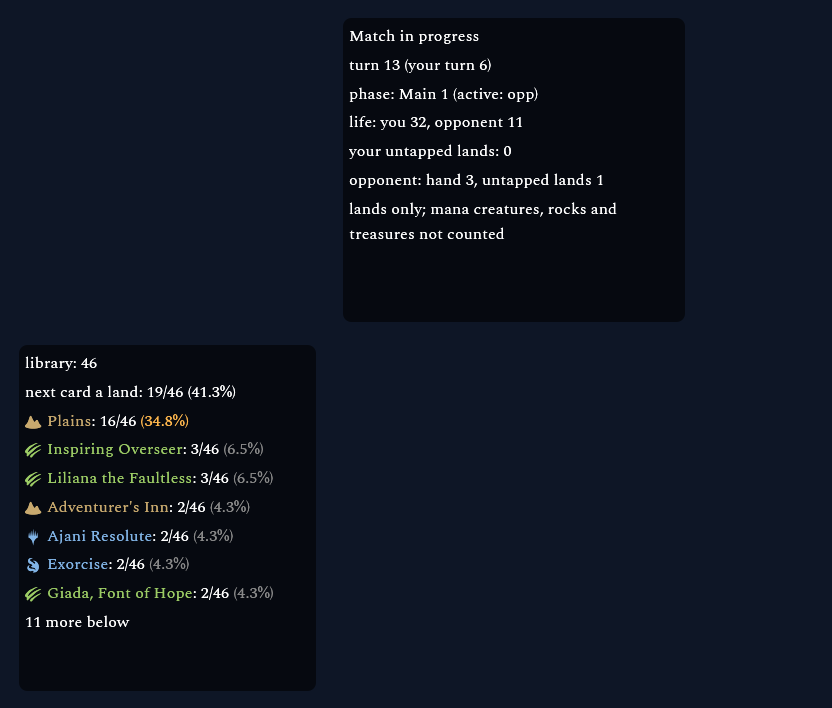 Match in progress
turn 13 (your turn 6)
phase: Main 1 (active: opp)
life: you 32, opponent 11
your untapped lands: 0
opponent: hand 3, untapped lands 1
lands only; mana creatures, rocks and
treasures not counted
library: 46
next card a land: 19/46 (41.3%)
Plains: 16/46 (34.8%)
Inspiring Overseer: 3/46 (6.5%)
Liliana the Faultless: 3/46 (6.5%)
Adventurer's Inn: 2/46 (4.3%)
Ajani Resolute: 2/46 (4.3%)
Exorcise: 2/46 (4.3%)
Giada, Font of Hope: 2/46 (4.3%)
11 more below